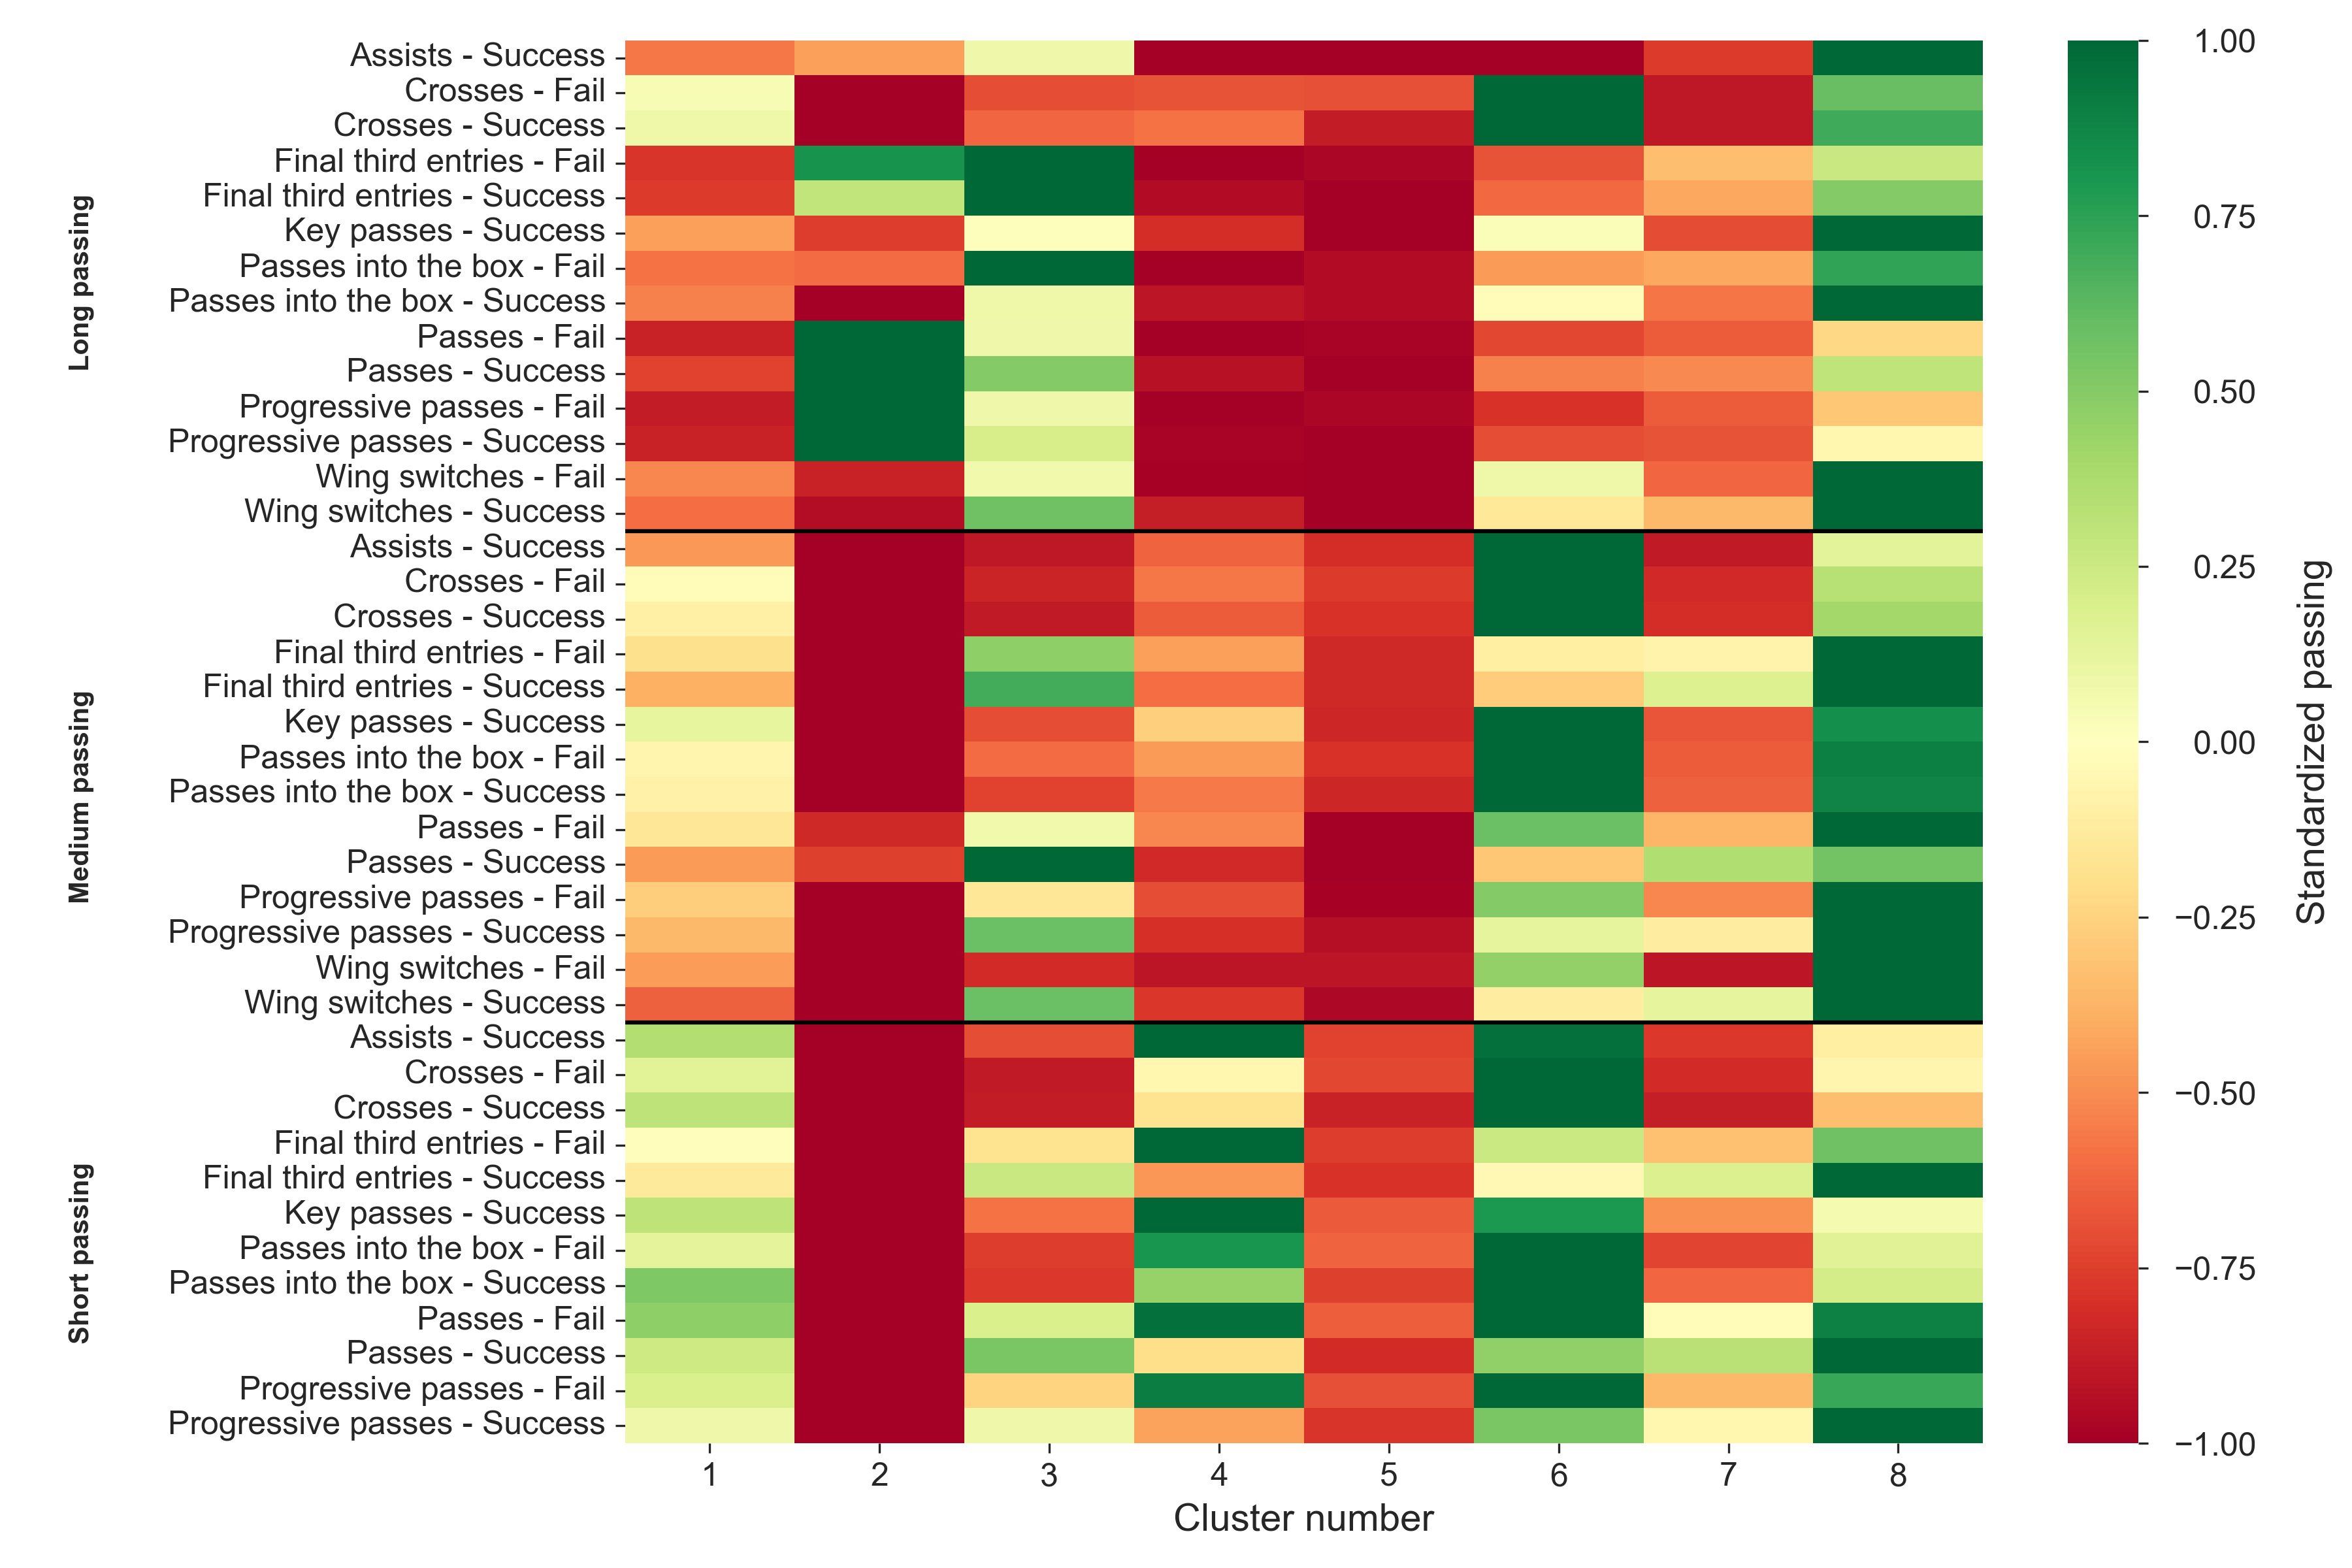 Long passing
Assists - Success
Crosses - Fail
Crosses - Success
Final third entries - Fail
Final third entries - Success
Key passes - Success
Passes into the box - Fail
Passes into the box - Success
Passes - Fail
Passes - Success
Progressive passes - Fail
Progressive passes - Success
Wing switches - Fail
Wing switches - Success
Medium passing
Assists - Success
Crosses - Fail
Crosses - Success
Final third entries - Fail
Final third entries - Success
Key passes - Success
Passes into the box - Fail
Passes into the box - Success
Passes - Fail
Passes - Success
Progressive passes - Fail
Progressive passes - Success
Wing switches - Fail
Wing switches - Success
Short passing
Assists - Success
Crosses - Fail
Crosses - Success
Final third entries - Fail
Final third entries - Success
Key passes - Success
Passes into the box - Fail
Passes into the box - Success
Passes - Fail
Passes - Success
Progressive passes - Fail
Progressive passes - Success
1 2 3 4 5 6 7 8
Cluster number
1.00
0.75
0.50
0.25
0.00
−0.25
−0.50
−0.75
−1.00
Standardized passing